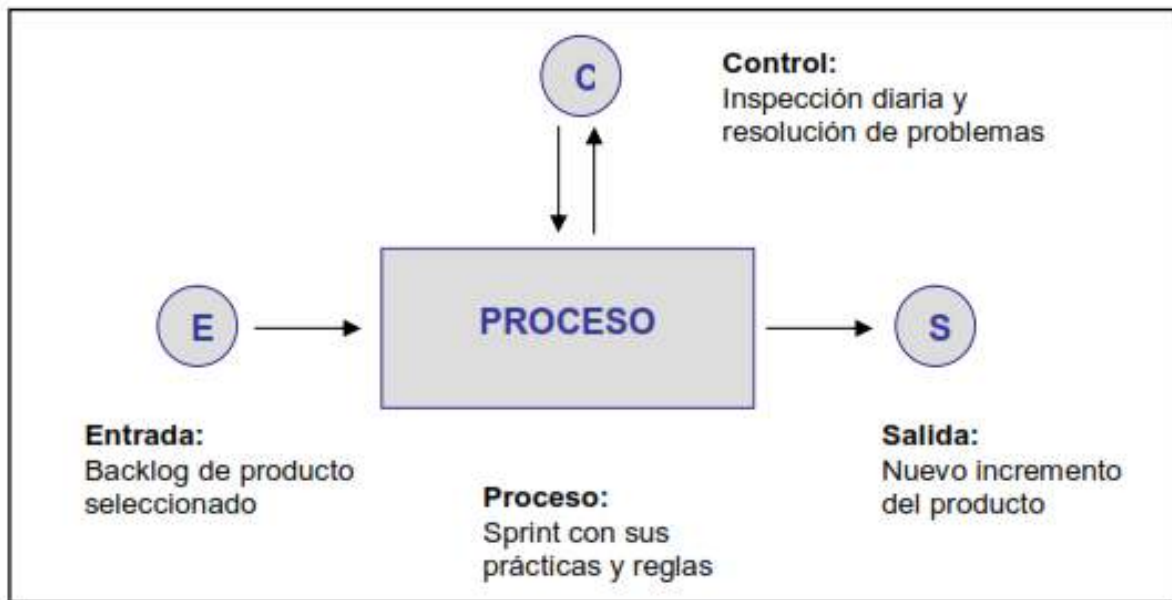 C
Control:
Inspección diaria y
resolución de problemas
E
PROCESO
S
Entrada:
Backlog de producto
seleccionado
Proceso:
Sprint con sus
prácticas y reglas
Salida:
Nuevo incremento
del producto